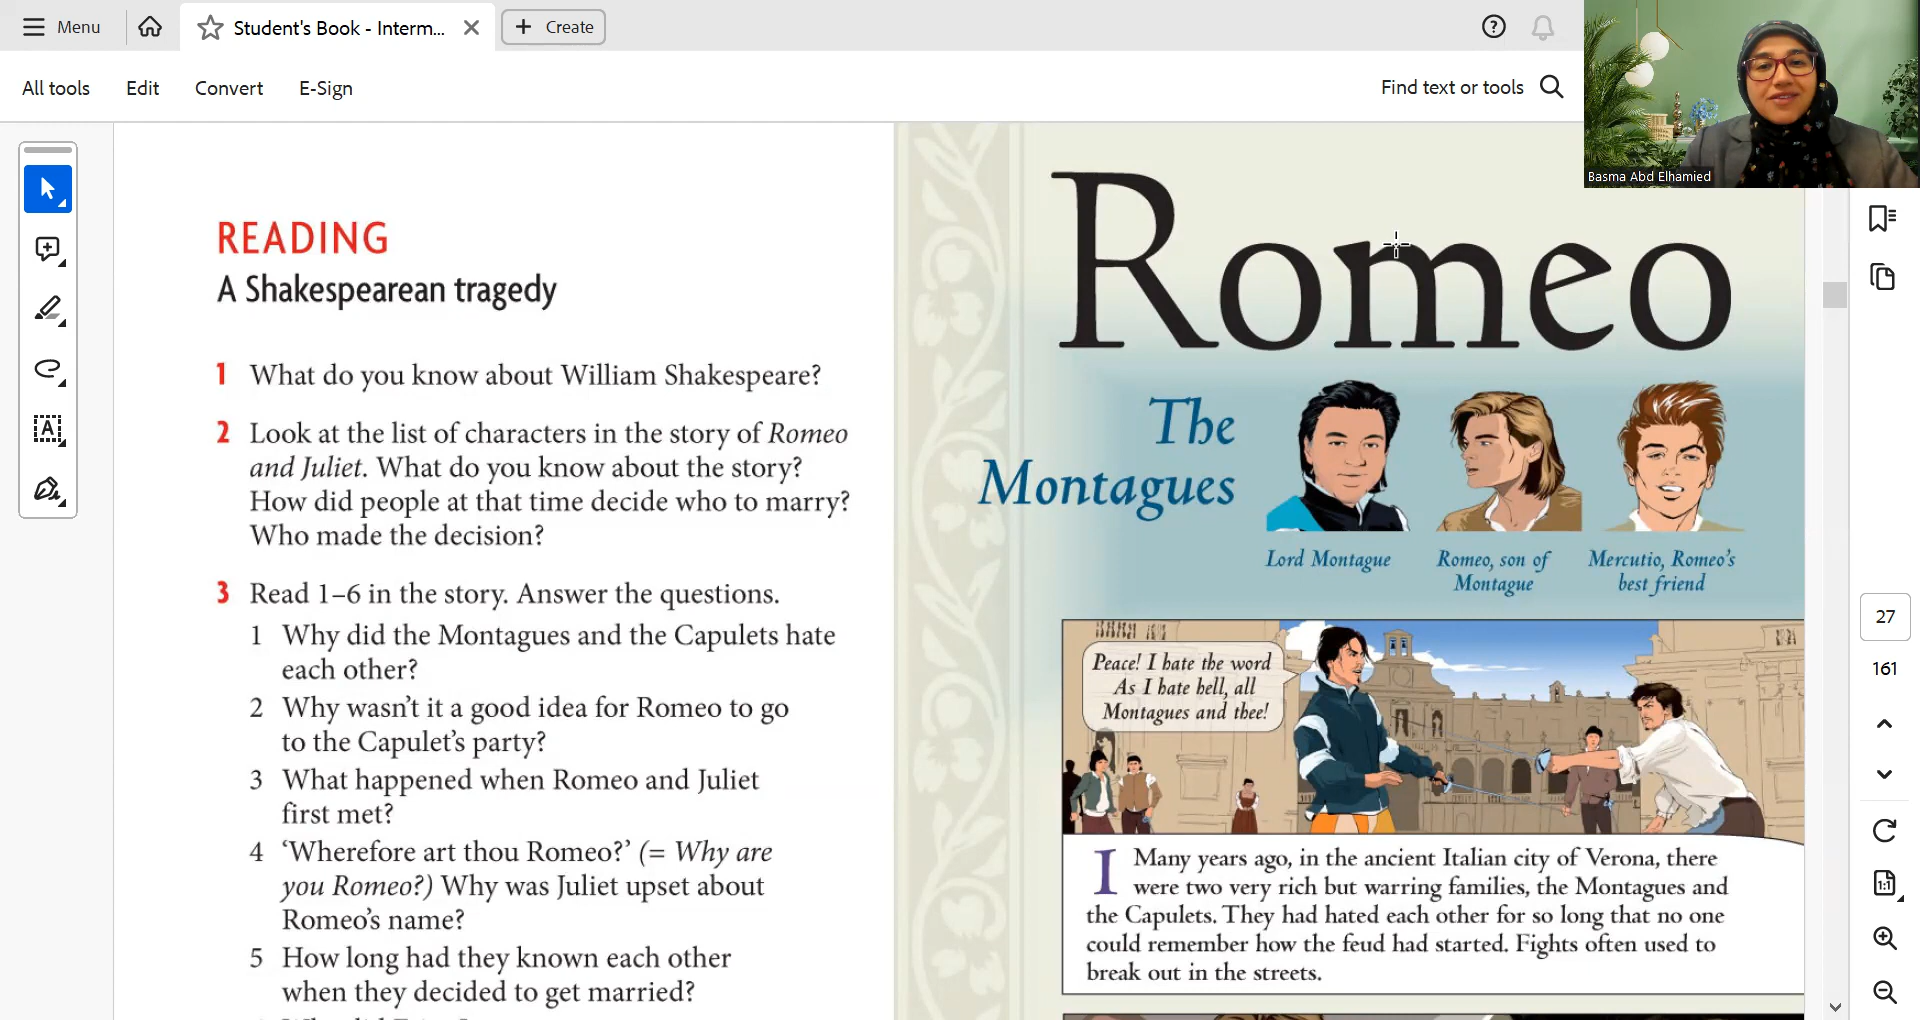 Menu
Student's Book - Interm...
Create
All tools
Edit
Convert
E-Sign
Find text or tools
Basma Abd Elhamied
READING
A Shakespearean tragedy
1 What do you know about William Shakespeare?
2 Look at the list of characters in the story of Romeo
and Juliet. What do you know about the story?
How did people at that time decide who to marry?
Who made the decision?
3 Read 1–6 in the story. Answer the questions.
1 Why did the Montagues and the Capulets hate
each other?
2 Why wasn't it a good idea for Romeo to go
to the Capulet's party?
3 What happened when Romeo and Juliet
first met?
4 ‘Wherefore art thou Romeo?’ (= Why are
you Romeo?) Why was Juliet upset about
Romeo's name?
5 How long had they known each other
when they decided to get married?
Romeo
The
Montagues
Lord Montague
Romeo, son of
Montague
Mercutio, Romeo's
best friend
Peace! I hate the word
As I hate hell, all
Montagues and thee!
1 Many years ago, in the ancient Italian city of Verona, there
were two very rich but warring families, the Montagues and
the Capulets. They had hated each other for so long that no one
could remember how the feud had started. Fights often used to
break out in the streets.
27
161
1:1